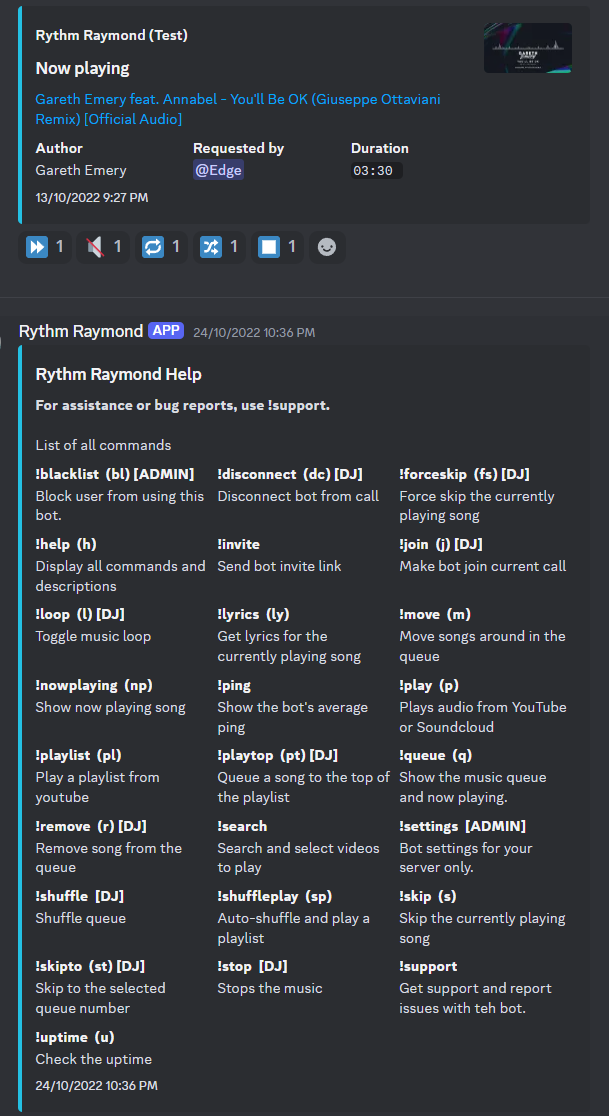 Rythm Raymond (Test)
Now playing
Gareth Emery feat. Annabel - You'll Be OK (Giuseppe Ottaviani
Remix) [Official Audio]
Author Requested by Duration
Gareth Emery @Edge 03:30
13/10/2022 9:27 PM
1 1 1 1 1
Rythm Raymond APP 24/10/2022 10:36 PM
Rythm Raymond Help
For assistance or bug reports, use !support.
List of all commands
!blacklist (bl) [ADMIN] !disconnect (dc) [DJ] !forceskip (fs) [DJ]
Block user from using this Disconnect bot from call Force skip the currently
bot. playing song
!help (h) !invite !join (j) [DJ]
Display all commands and Send bot invite link Make bot join current call
descriptions
!loop (l) [DJ] !lyrics (ly) !move (m)
Toggle music loop Get lyrics for the Move songs around in the
currently playing song queue
!nowplaying (np) !ping !play (p)
Show now playing song Show the bot's average Plays audio from YouTube
ping or Soundcloud
!playlist (pl) !playtop (pt) [DJ] !queue (q)
Play a playlist from Queue a song to the top of Show the music queue
youtube the playlist and now playing.
!remove (r) [DJ] !search !settings [ADMIN]
Remove song from the Search and select videos Bot settings for your
queue to play server only.
!shuffle [DJ] !shuffleplay (sp) !skip (s)
Shuffle queue Auto-shuffle and play a Skip the currently playing
playlist song
!skipto (st) [DJ] !stop [DJ] !support
Skip to the selected Stops the music Get support and report
queue number issues with teh bot.
!uptime (u)
Check the uptime
24/10/2022 10:36 PM